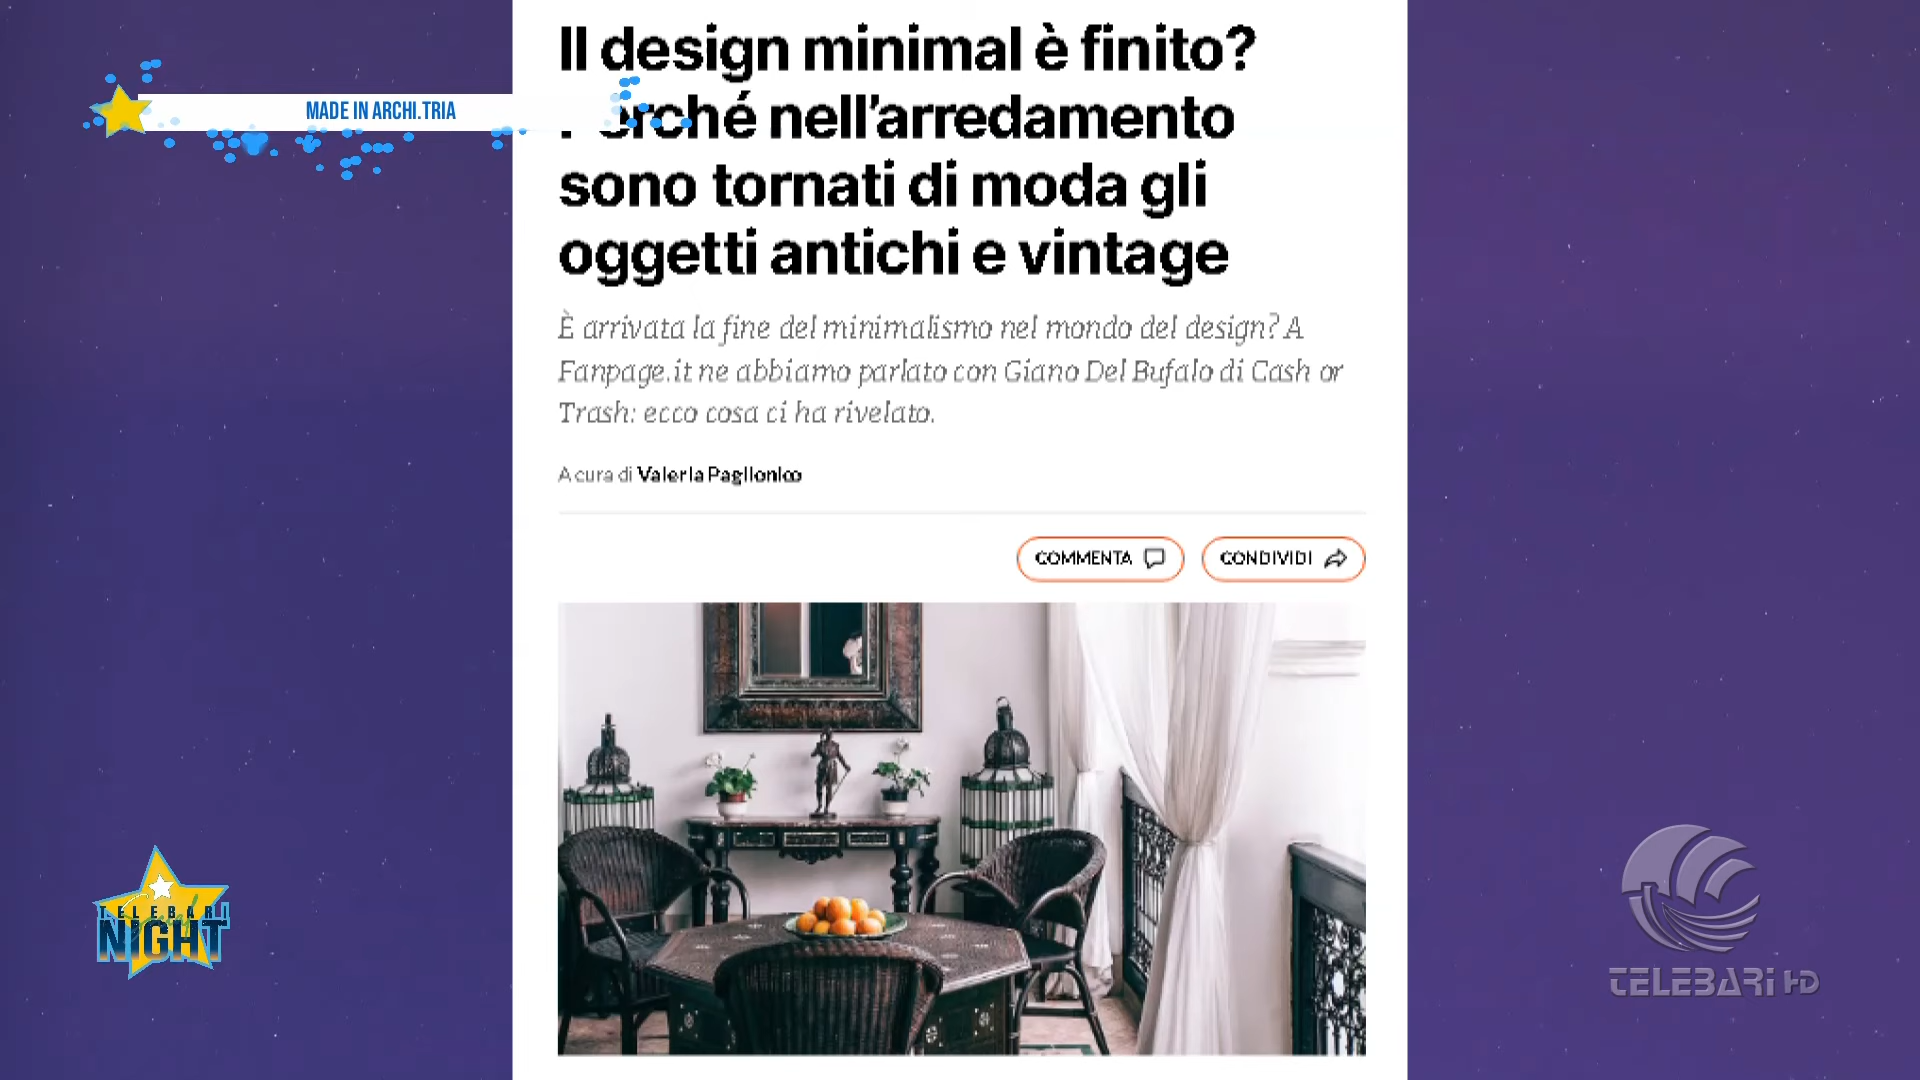 Il design minimal è finito?
MADE IN ARCHI.TRIA
Perché nell'arredamento
sono tornati di moda gli
oggetti antichi e vintage
È arrivata la fine del minimalismo nel mondo del design? A
Fanpage.it ne abbiamo parlato con Giano Del Bufalo di Cash or
Trash: ecco cosa ci ha rivelato.
A cura di Valeria Paglionico
COMMENTA
CONDIVIDI
TELEBARI
NIGHT
TELEBARI HD